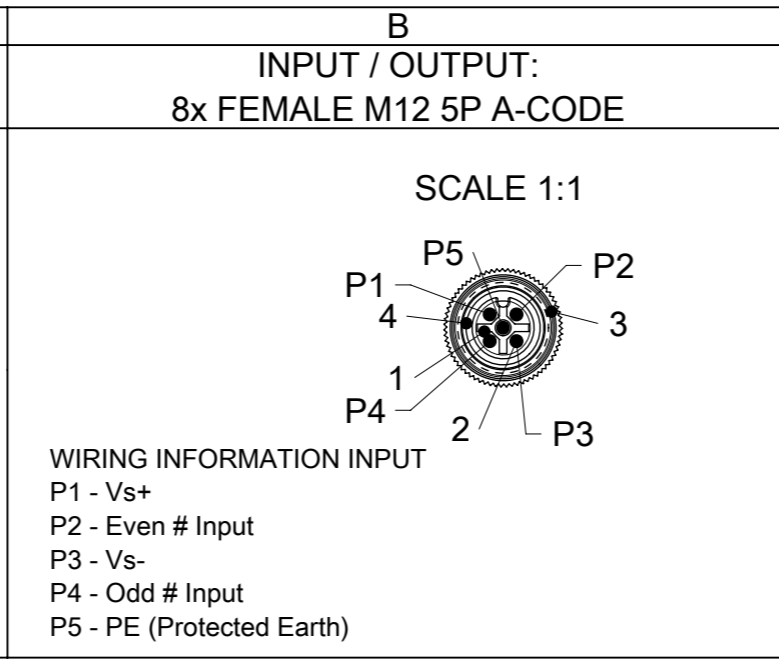 B
INPUT / OUTPUT:
8x FEMALE M12 5P A-CODE
SCALE 1:1
P5
P2
P1
4
3
1
P4
2
P3
WIRING INFORMATION INPUT
P1 - Vs+
P2 - Even # Input
P3 - Vs-
P4 - Odd # Input
P5 - PE (Protected Earth)